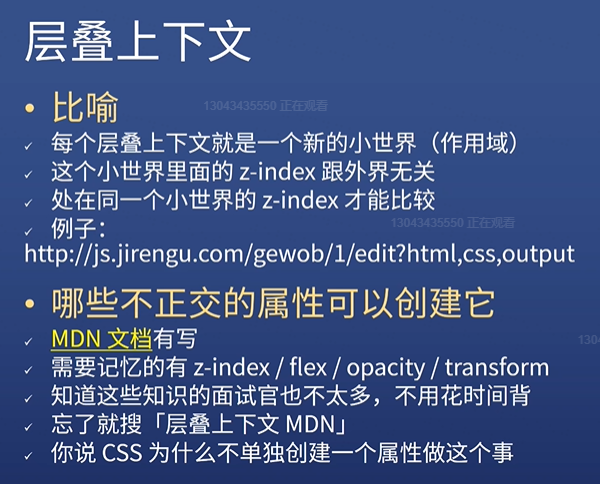 层叠上下文
• 比喻
13043435550 正在观看
✓ 每个层叠上下文就是一个新的小世界（作用域）
✓ 这个小世界里面的 z-index 跟外界无关
✓ 处在同一个小世界的 z-index 才能比较
13043435550 正在观看
✓ 例子：
http://js.jirengu.com/gewob/1/edit?html,css,output
• 哪些不正交的属性可以创建它
✓ MDN 文档有写
1304
✓ 需要记忆的有 z-index / flex / opacity / transform
✓ 知道这些知识的面试官也不太多，不用花时间背
✓ 忘了就搜「层叠上下文 MDN」
✓ 你说 CSS 为什么不单独创建一个属性做这个事